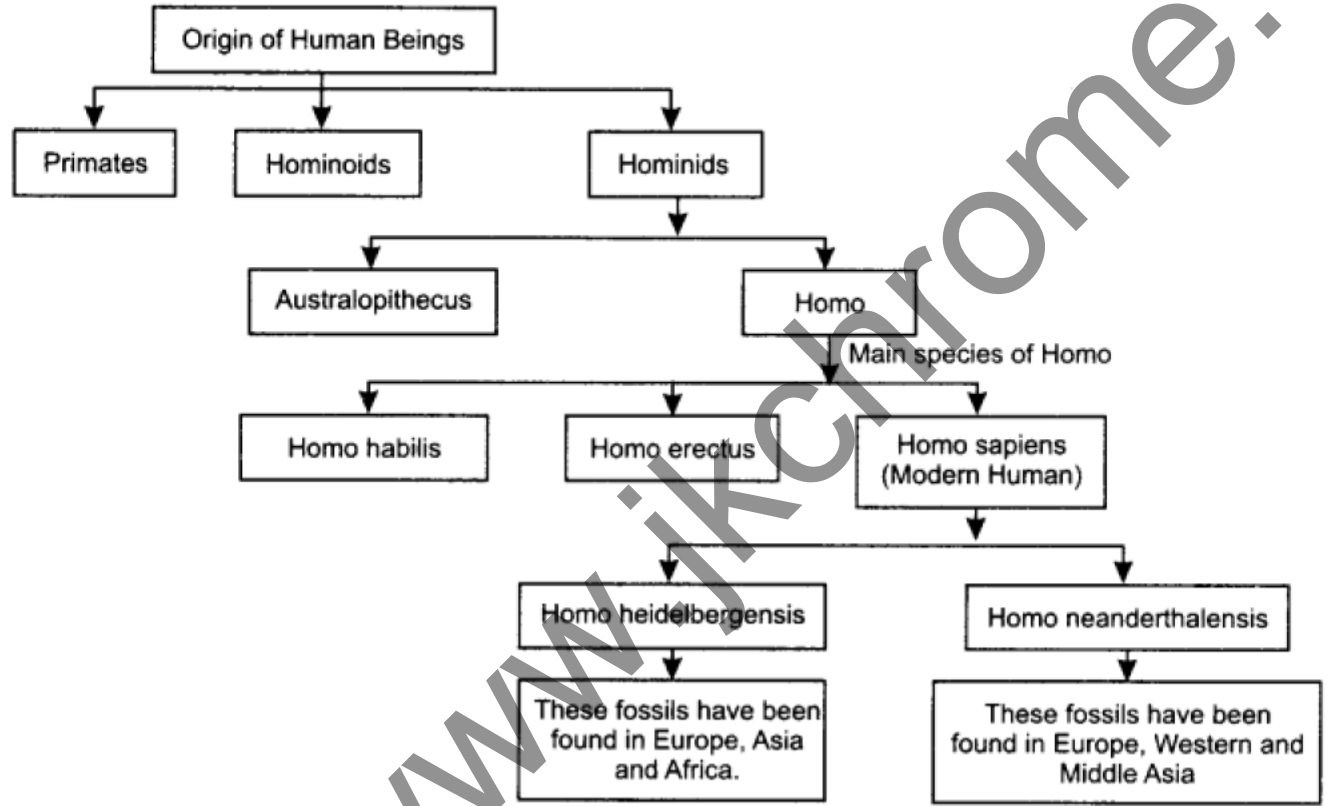 Origin of Human Beings
Primates
Hominoids
Hominids
Australopithecus
Homo
Main species of Homo
Homo habilis
Homo erectus
Homo sapiens
(Modern Human)
Homo heidelbergensis
Homo neanderthalensis
These fossils have been
found in Europe, Asia
and Africa.
These fossils have been
found in Europe, Western and
Middle Asia
www.jkchrome.